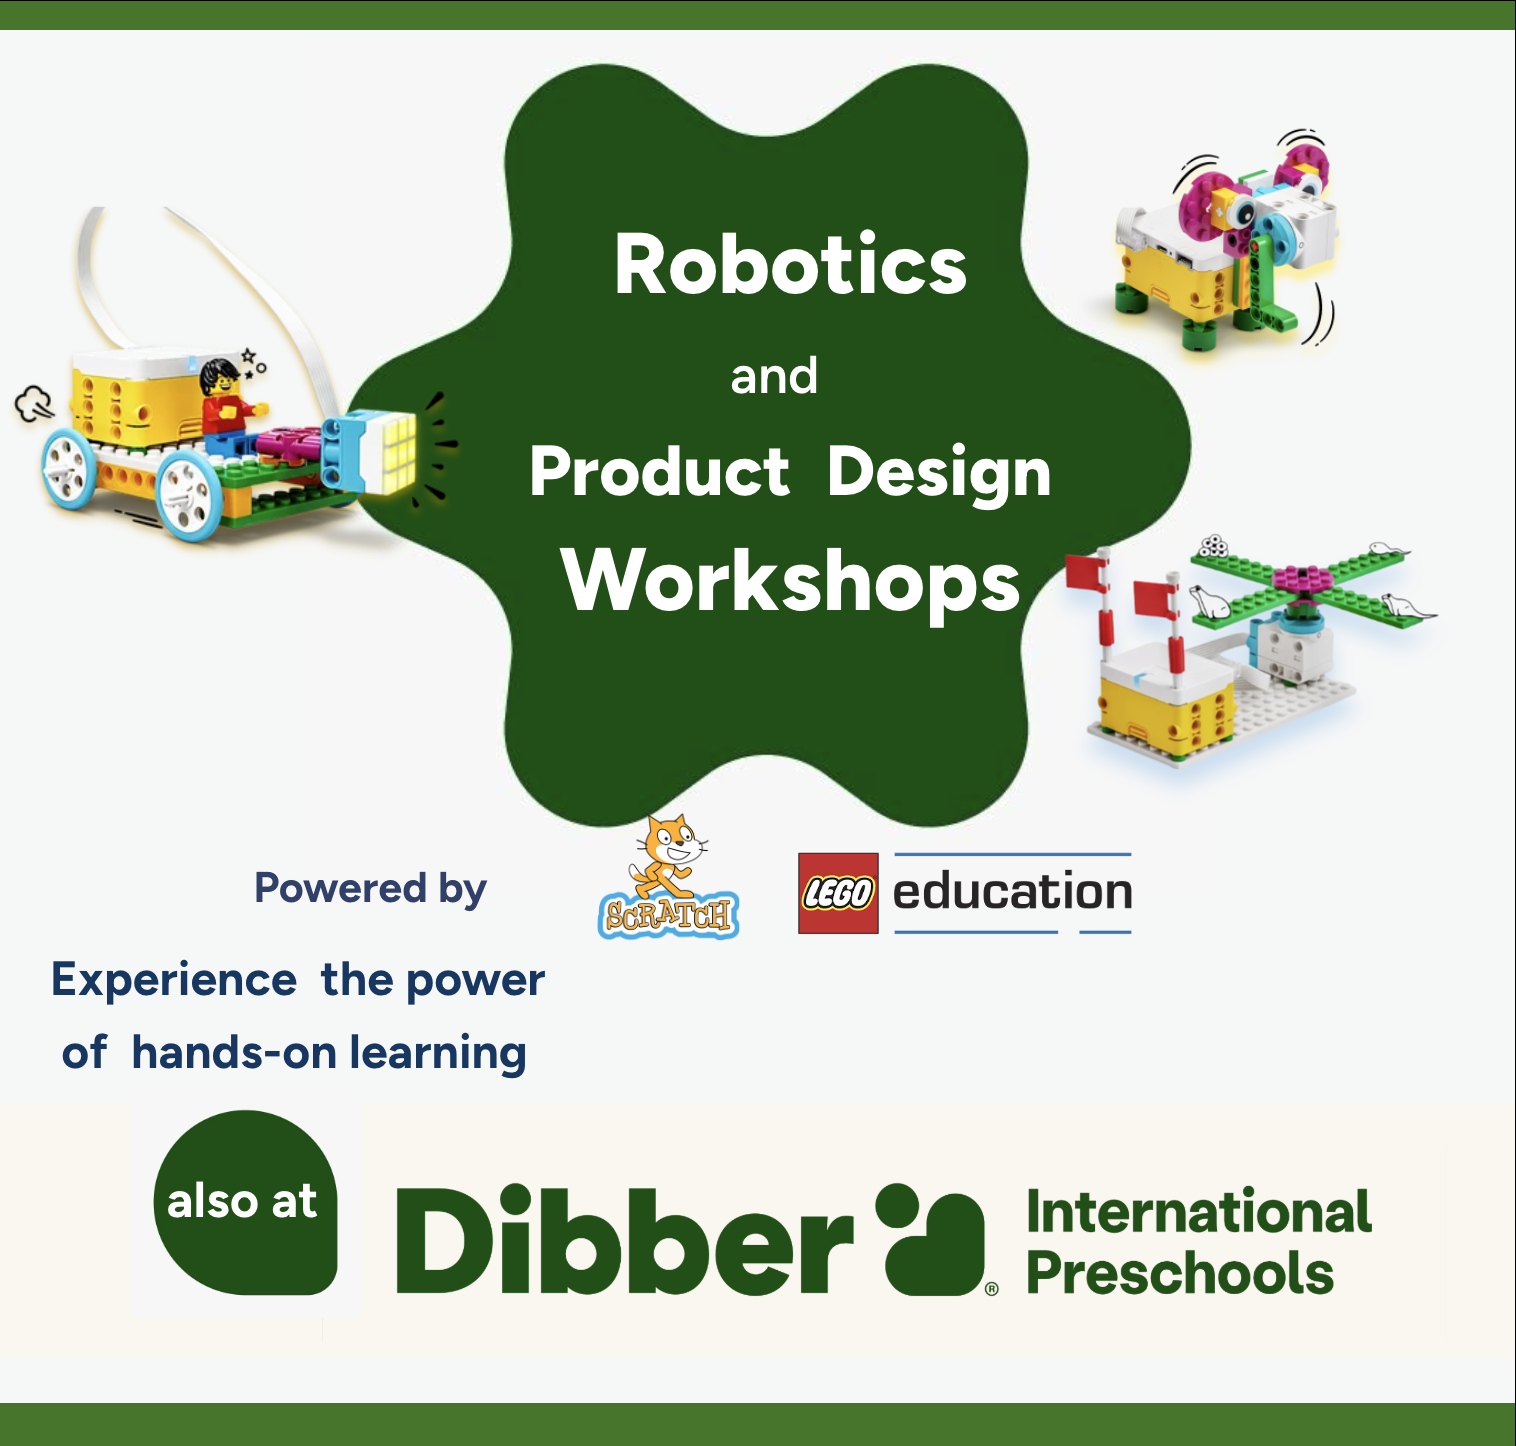 Robotics
and
Product Design
Workshops
Powered by
SCRATCH
LEGO education
Experience the power
of hands-on learning
also at
Dibber ®
International
Preschools